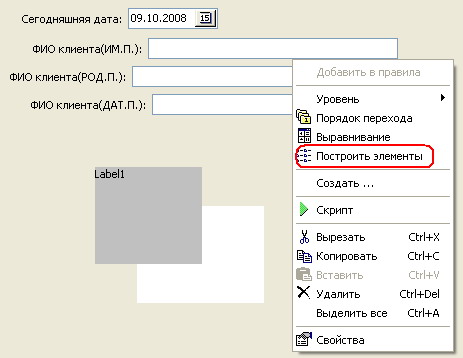 Сегодняшняя дата: 09.10.2008 15
ФИО клиента(ИМ.П.):
ФИО клиента(РОД.П.):
ФИО клиента(ДАТ.П.):
Label1
Добавить в правила
Уровень
Порядок перехода
Выравнивание
Построить элементы
Создать ...
Скрипт
Вырезать Ctrl+X
Копировать Ctrl+C
Вставить Ctrl+V
Удалить Ctrl+Del
Выделить все Ctrl+A
Свойства